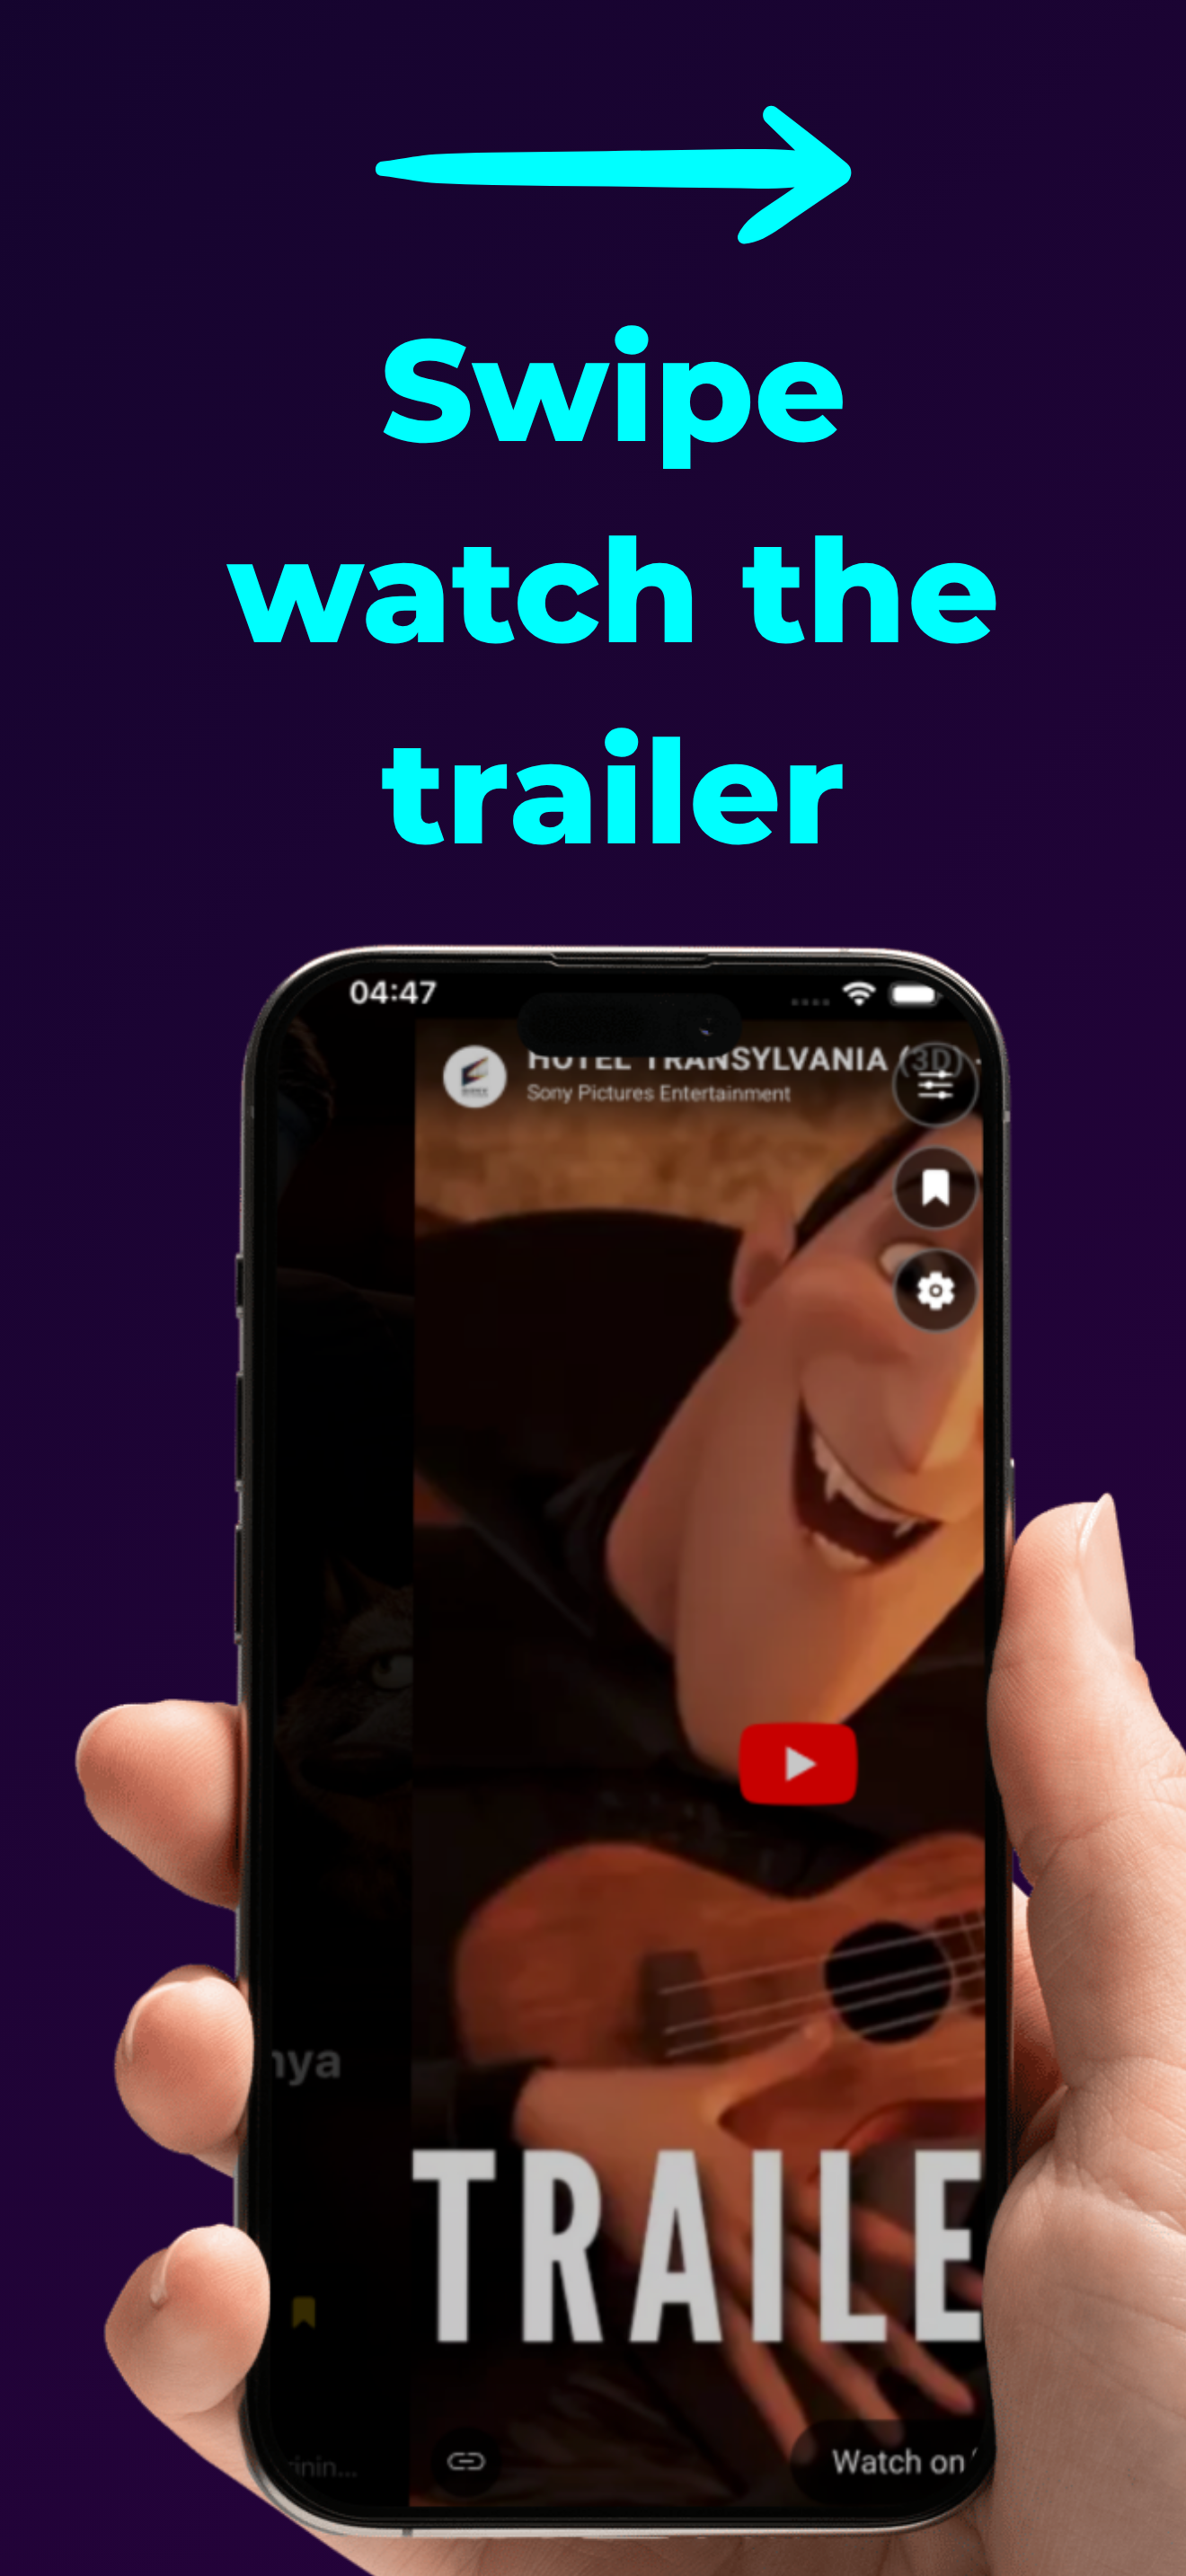 Swipe
watch the
trailer
04:47
HOTEL TRANSYLVANIA (3D)
Sony Pictures Entertainment
nya
TRAILE
inin...
Watch on